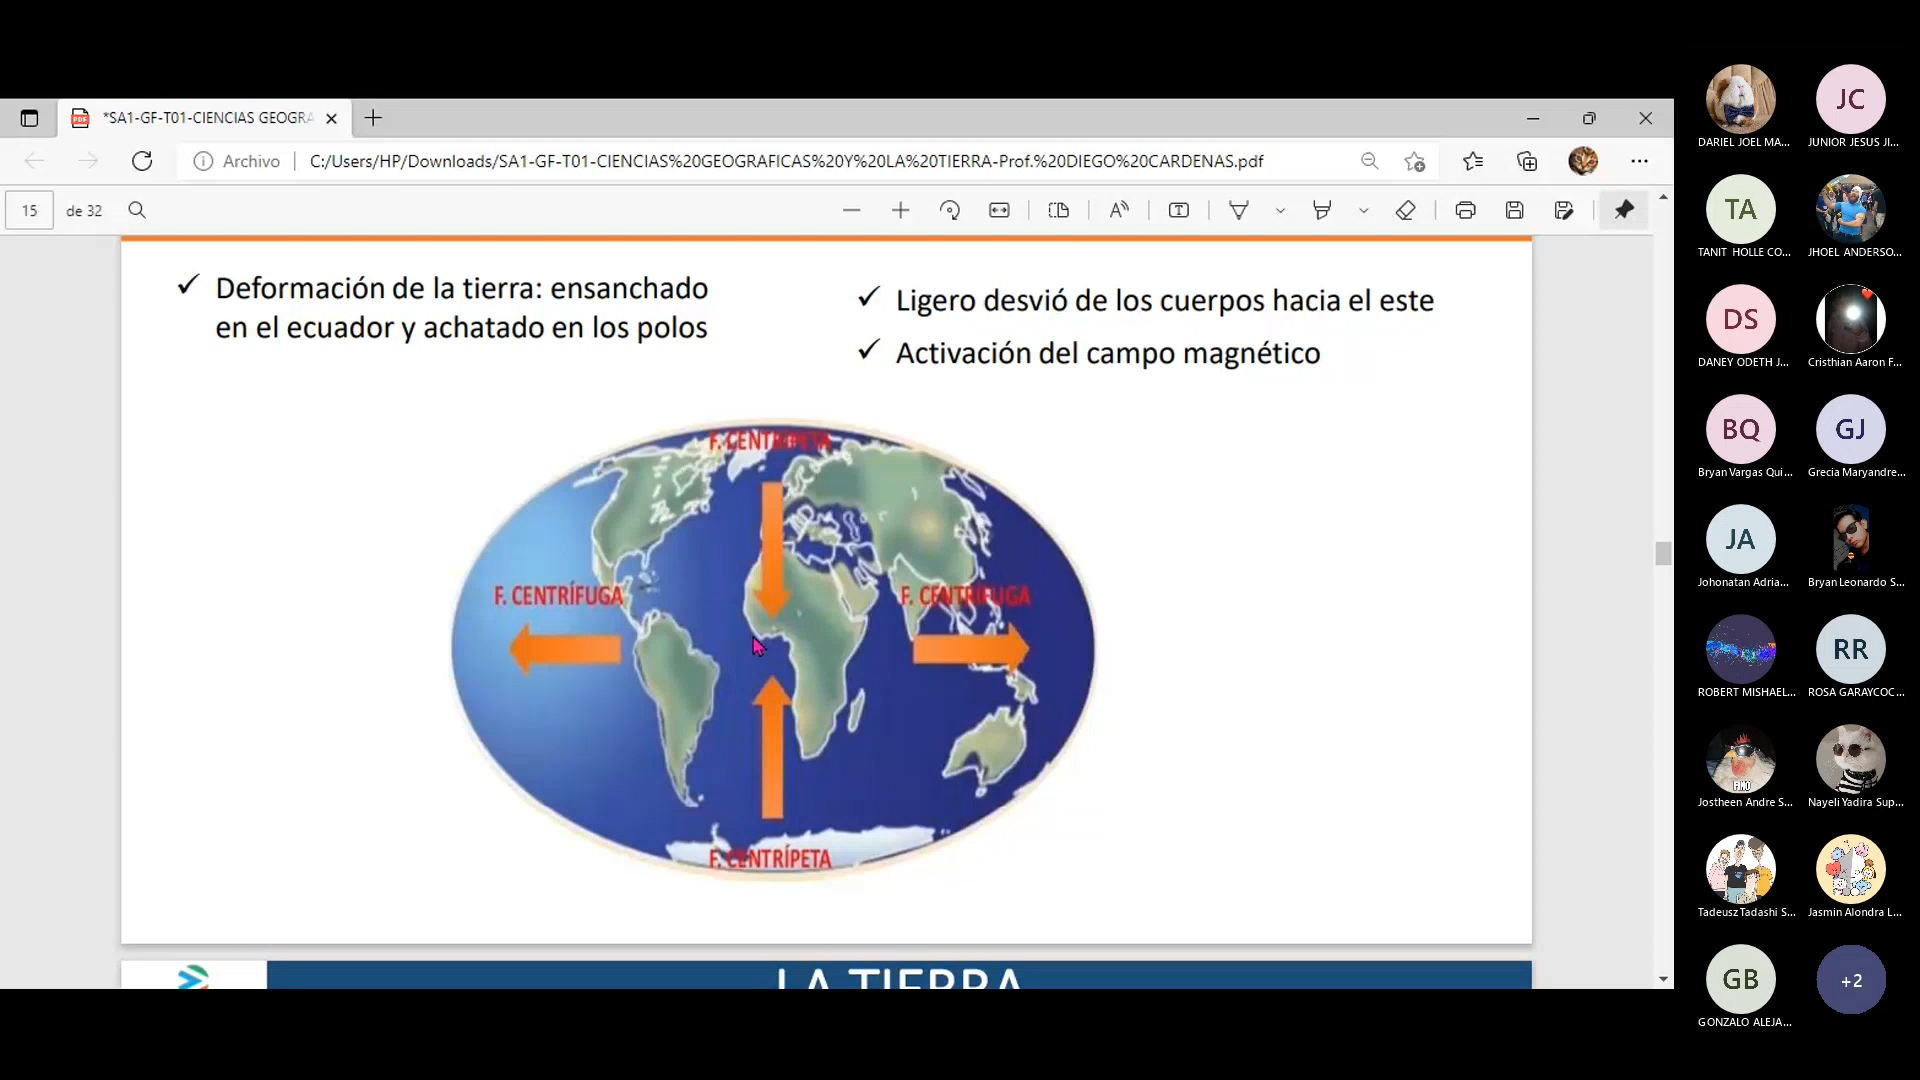 *SA1-GF-T01-CIENCIAS GEOGRA
Archivo
C:/Users/HP/Downloads/SA1-GF-T01-CIENCIAS%20GEOGRAFICAS%20Y%20LA%20TIERRA-Prof.%20DIEGO%20CARDENAS.pdf
15 de 32
✓ Deformación de la tierra: ensanchado
en el ecuador y achatado en los polos
✓ Ligero desvió de los cuerpos hacia el este
✓ Activación del campo magnético
F. CENTRÍPETA
F. CENTRÍFUGA
F. CENTRÍFUGA
F. CENTRÍPETA
LA TIERRA
DARIEL JOEL MA...
JC
JUNIOR JESUS JI...
TA
TANIT HOLLE CO...
JHOEL ANDERSO...
DS
DANEY ODETH J...
Cristhian Aaron F...
BQ
Bryan Vargas Qui...
GJ
Grecia Maryandre...
JA
Johonatan Adria...
Bryan Leonardo S...
ROBERT MISHAEL...
RR
ROSA GARAYCOC...
FINO
Jostheen Andre S...
Nayeli Yadira Sup...
Tadeusz Tadashi S...
Jasmin Alondra L...
GB
GONZALO ALEJA...
+2